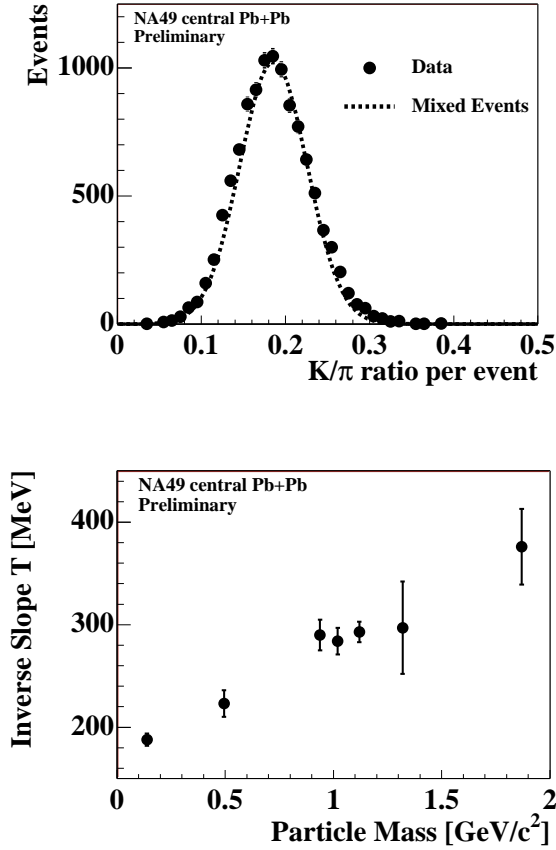 NA49 central Pb+Pb
Preliminary
Events
1000
500
0
Data
Mixed Events
0 0.1 0.2 0.3 0.4 0.5
K/π ratio per event
NA49 central Pb+Pb
Preliminary
Inverse Slope T [MeV]
400
300
200
0 0.5 1 1.5 2
Particle Mass [GeV/c²]